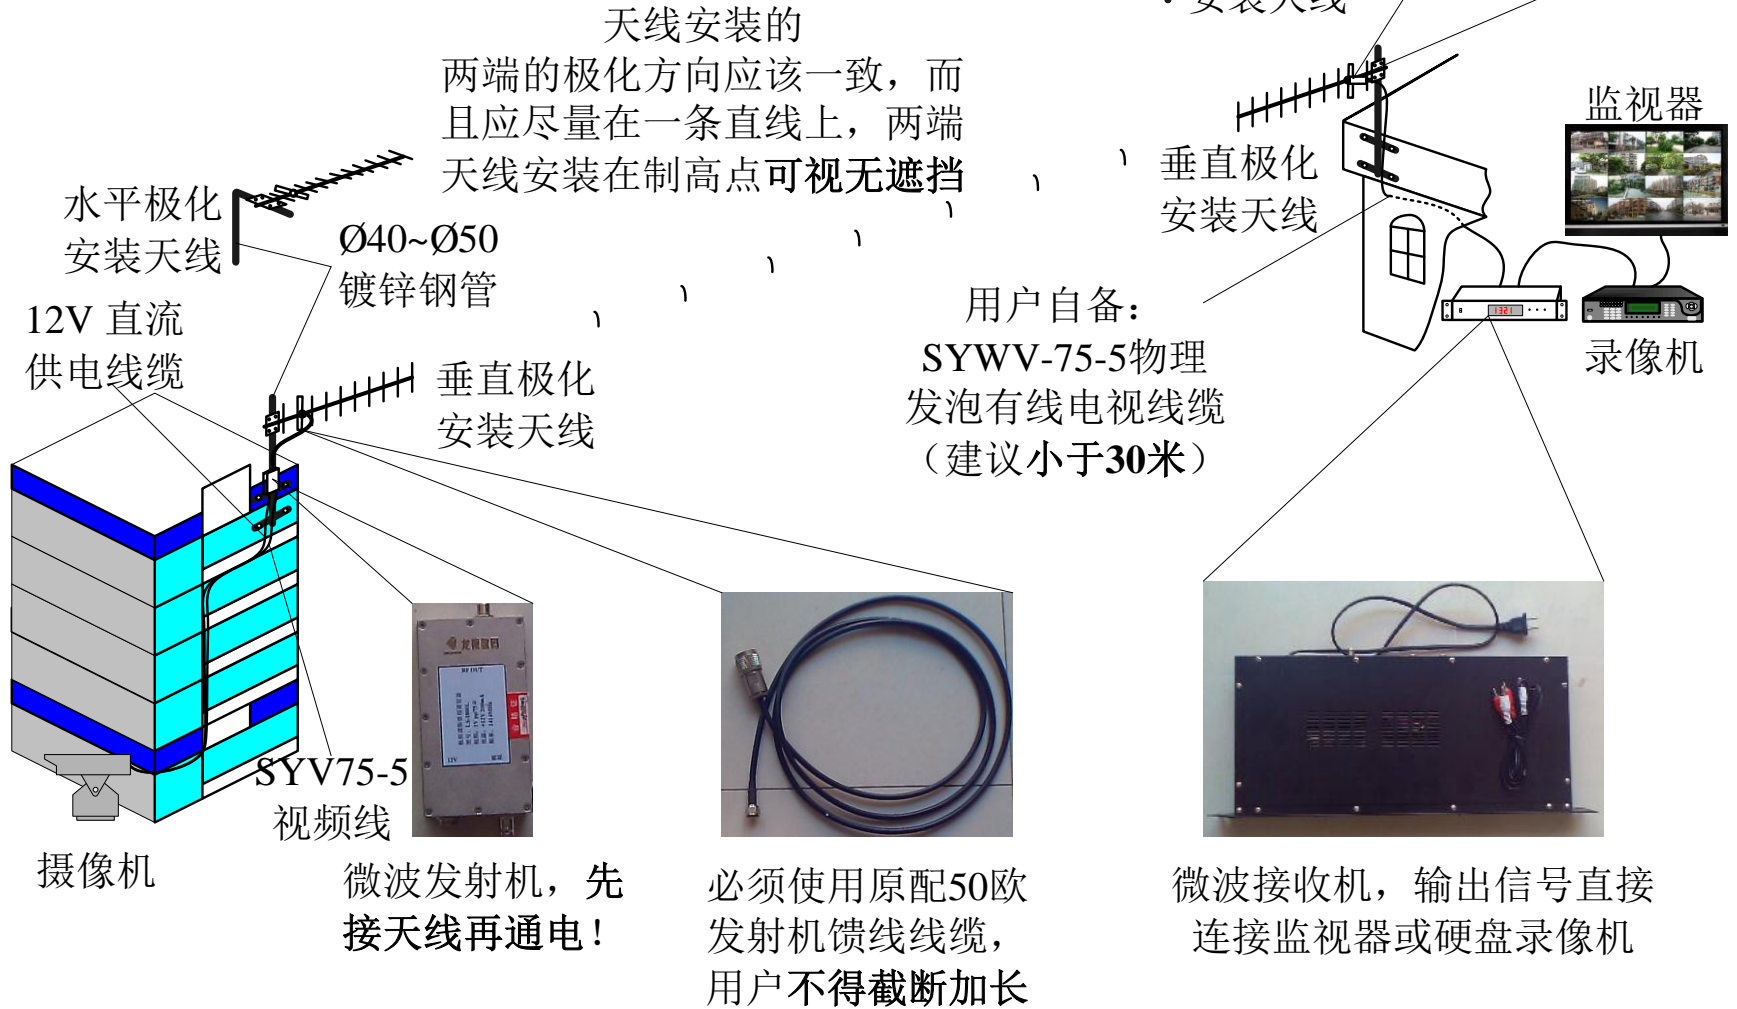 天线安装的
两端的极化方向应该一致，而
且应尽量在一条直线上，两端
天线安装在制高点可视无遮挡
安装天线
监视器
垂直极化
安装天线
水平极化
安装天线
Ø40~Ø50
镀锌钢管
12V 直流
供电线缆
垂直极化
安装天线
用户自备：
SYWV-75-5物理
发泡有线电视线缆
（建议小于30米）
1321
录像机
RF OUT
12V
SYV75-5
视频线
摄像机
微波发射机，先
接天线再通电！
必须使用原配50欧
发射机馈线线缆，
用户不得截断加长
微波接收机，输出信号直接
连接监视器或硬盘录像机